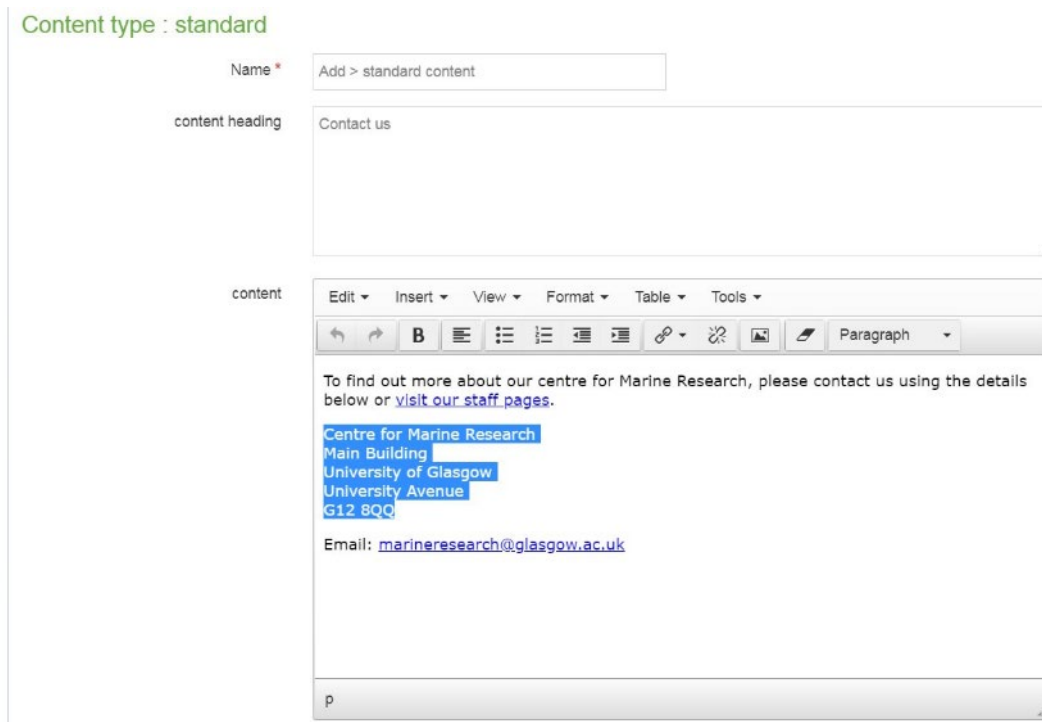 Content type : standard
Name *
Add > standard content
content heading
Contact us
content
Edit Insert View Format Table Tools
B Paragraph
To find out more about our centre for Marine Research, please contact us using the details
below or visit our staff pages.
Centre for Marine Research
Main Building
University of Glasgow
University Avenue
G12 8QQ
Email: marineresearch@glasgow.ac.uk
p